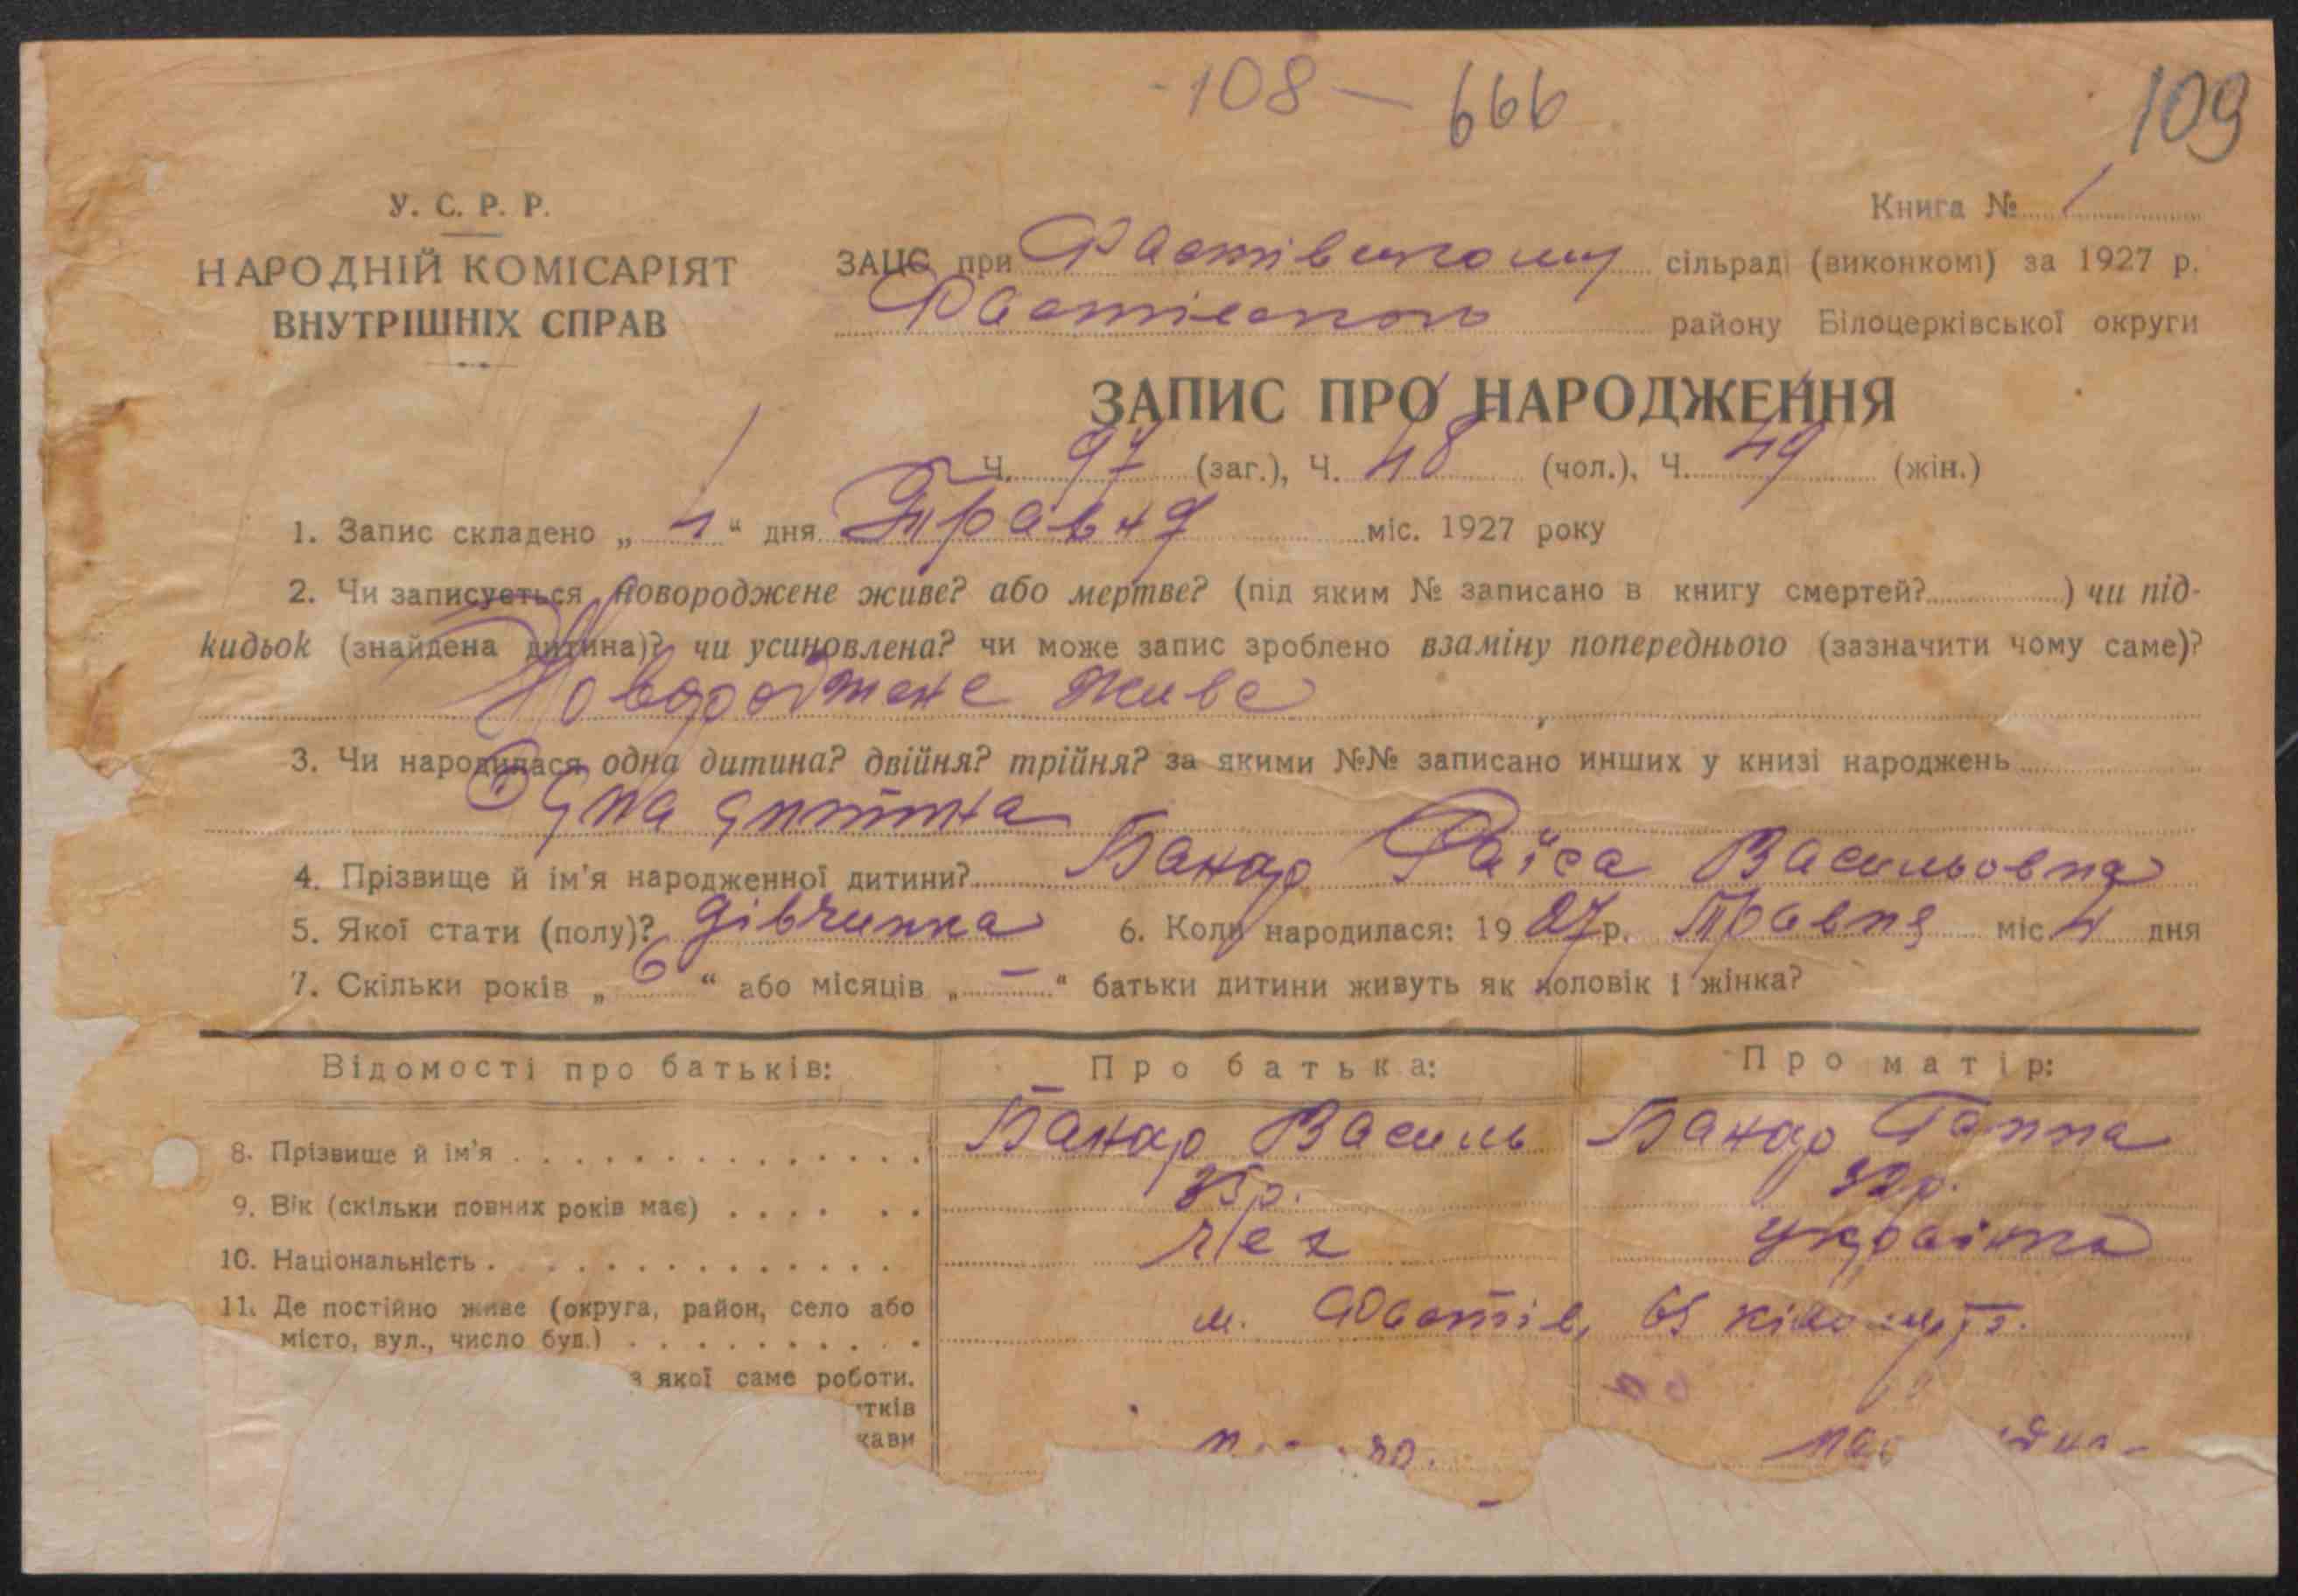 -108 — 666
109
У. С. Р. Р.
НАРОДНІЙ КОМІСАРІЯТ
ВНУТРІШНІХ СПРАВ
Книга № 1
ЗАЦС при Фастівському сільраді (виконкомі) за 1927 р.
Фастівського району Білоцерківської округи
ЗАПИС ПРО НАРОДЖЕННЯ
Ч. 97 (заг.), Ч. 48 (чол.), Ч. 49 (жін.)
1. Запис складено „ 4 “ дня Травня міс. 1927 року
2. Чи записується новороджене живе? або мертве? (під яким № записано в книгу смертей? ) чи під-
кидьок (знайдена дитина)? чи усиновлена? чи може запис зроблено взаміну попереднього (зазначити чому саме)?
Новороджене живе
3. Чи народилася одна дитина? двійня? трійня? за якими №№ записано инших у книзі народжень
Одна дитина
4. Прізвище й ім'я народженної дитини? Банар Раїса Васильовна
5. Якої стати (полу)? дівчинка 6. Коли народилася: 1927 р. Травня міс. 4 дня
7. Скільки років „ 6 “ або місяців „ — “ батьки дитини живуть як чоловік і жінка?
Відомості про батьків: Про батька: Про матір:
8. Прізвище й ім'я Банар Василь Банар Ганна
9. Вік (скільки повних років має) 35 р. 32 р.
10. Національність чех українка
11. Де постійно живе (округа, район, село або
місто, вул., число буд.) м. Фастів, 65
з якої саме роботи.
тків
жави